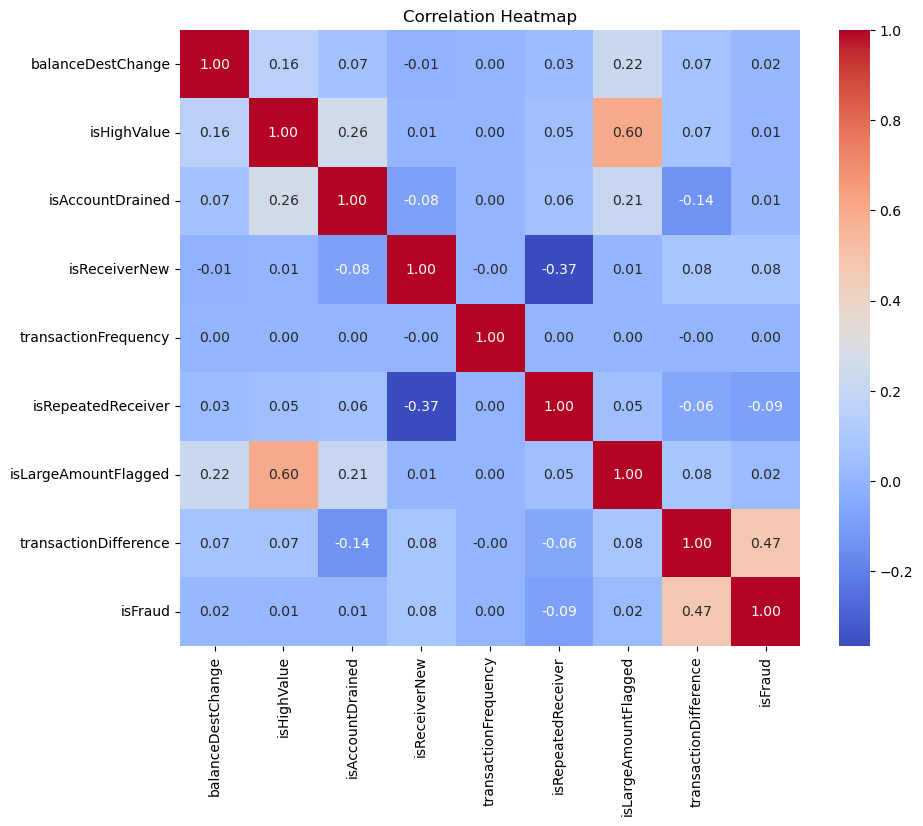 Correlation Heatmap
balanceDestChange 1.00 0.16 0.07 -0.01 0.00 0.03 0.22 0.07 0.02
isHighValue 0.16 1.00 0.26 0.01 0.00 0.05 0.60 0.07 0.01
isAccountDrained 0.07 0.26 1.00 -0.08 0.00 0.06 0.21 -0.14 0.01
isReceiverNew -0.01 0.01 -0.08 1.00 -0.00 -0.37 0.01 0.08 0.08
transactionFrequency 0.00 0.00 0.00 -0.00 1.00 0.00 0.00 -0.00 0.00
isRepeatedReceiver 0.03 0.05 0.06 -0.37 0.00 1.00 0.05 -0.06 -0.09
isLargeAmountFlagged 0.22 0.60 0.21 0.01 0.00 0.05 1.00 0.08 0.02
transactionDifference 0.07 0.07 -0.14 0.08 -0.00 -0.06 0.08 1.00 0.47
isFraud 0.02 0.01 0.01 0.08 0.00 -0.09 0.02 0.47 1.00
balanceDestChange
isHighValue
isAccountDrained
isReceiverNew
transactionFrequency
isRepeatedReceiver
isLargeAmountFlagged
transactionDifference
isFraud
1.0
0.8
0.6
0.4
0.2
0.0
−0.2